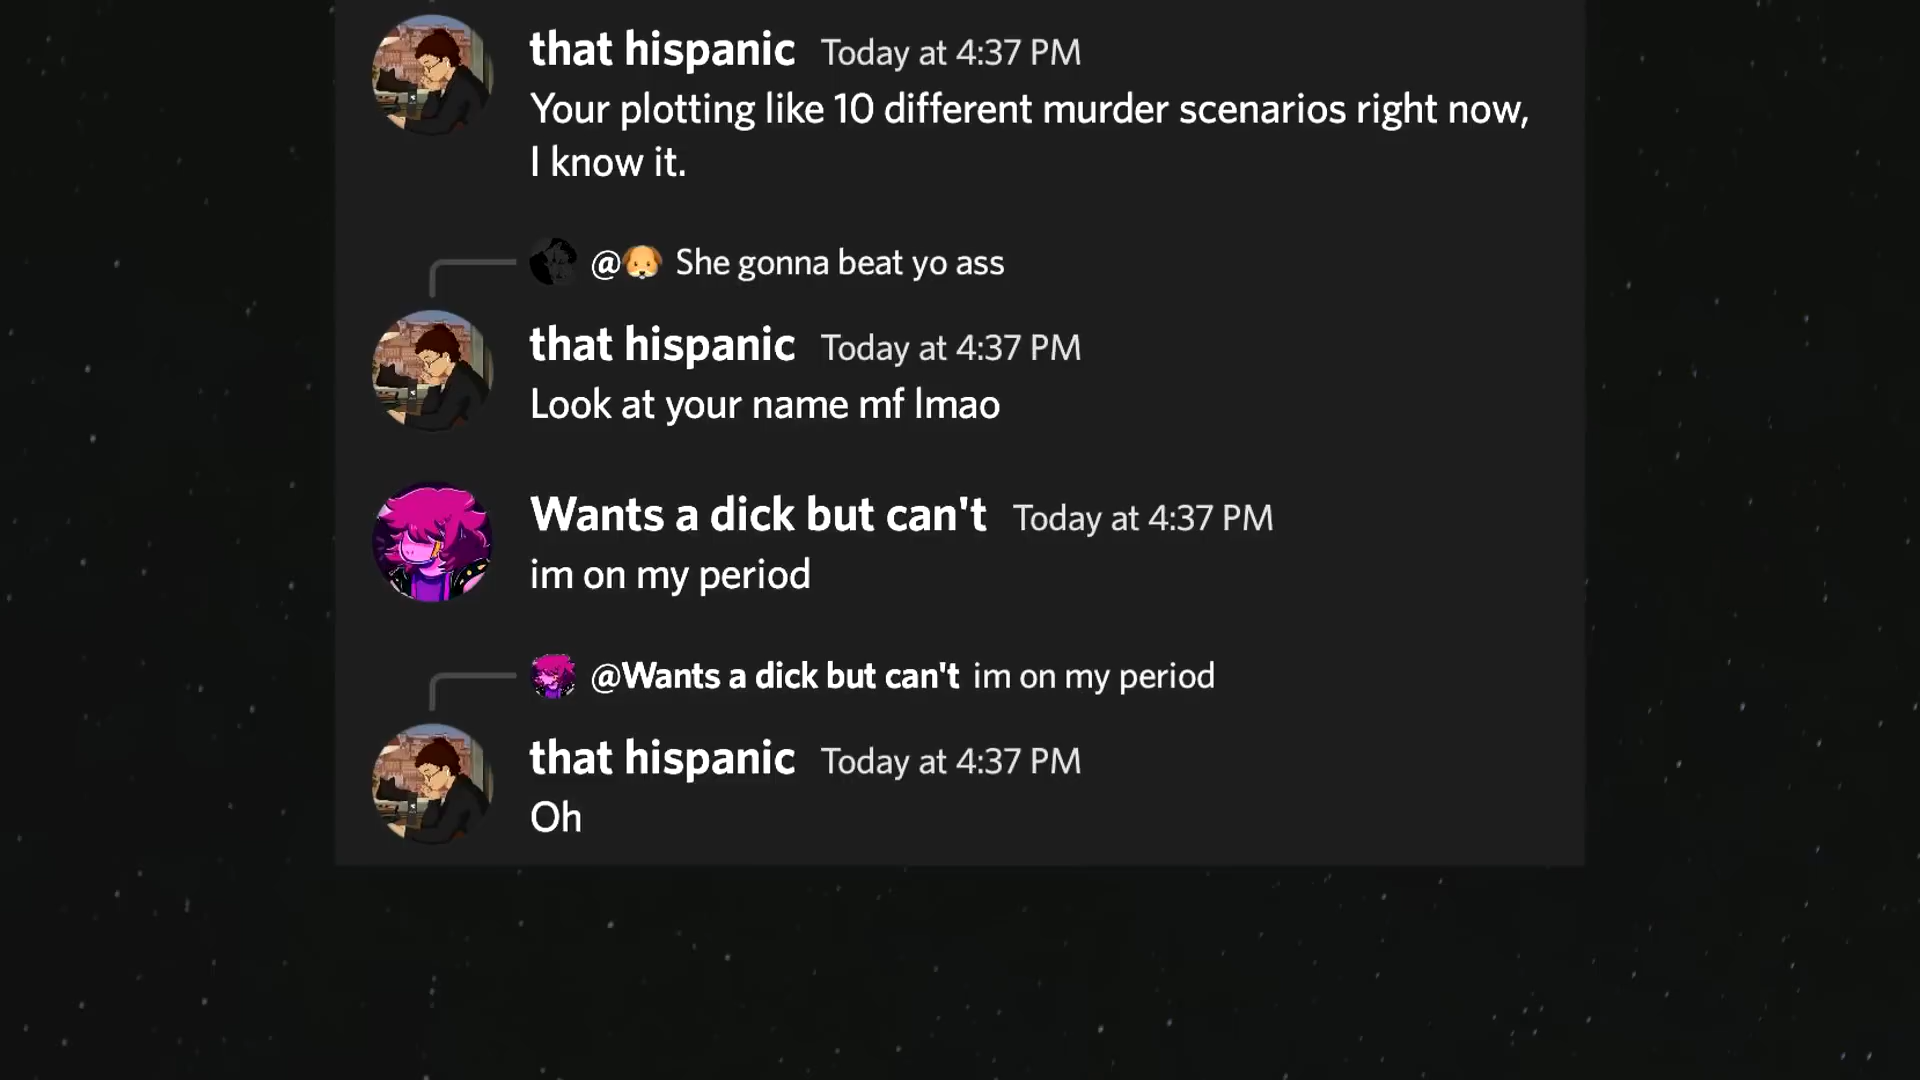 that hispanic Today at 4:37 PM
Your plotting like 10 different murder scenarios right now,
I know it.
@🐶 She gonna beat yo ass
that hispanic Today at 4:37 PM
Look at your name mf lmao
Wants a dick but can't Today at 4:37 PM
im on my period
@Wants a dick but can't im on my period
that hispanic Today at 4:37 PM
Oh